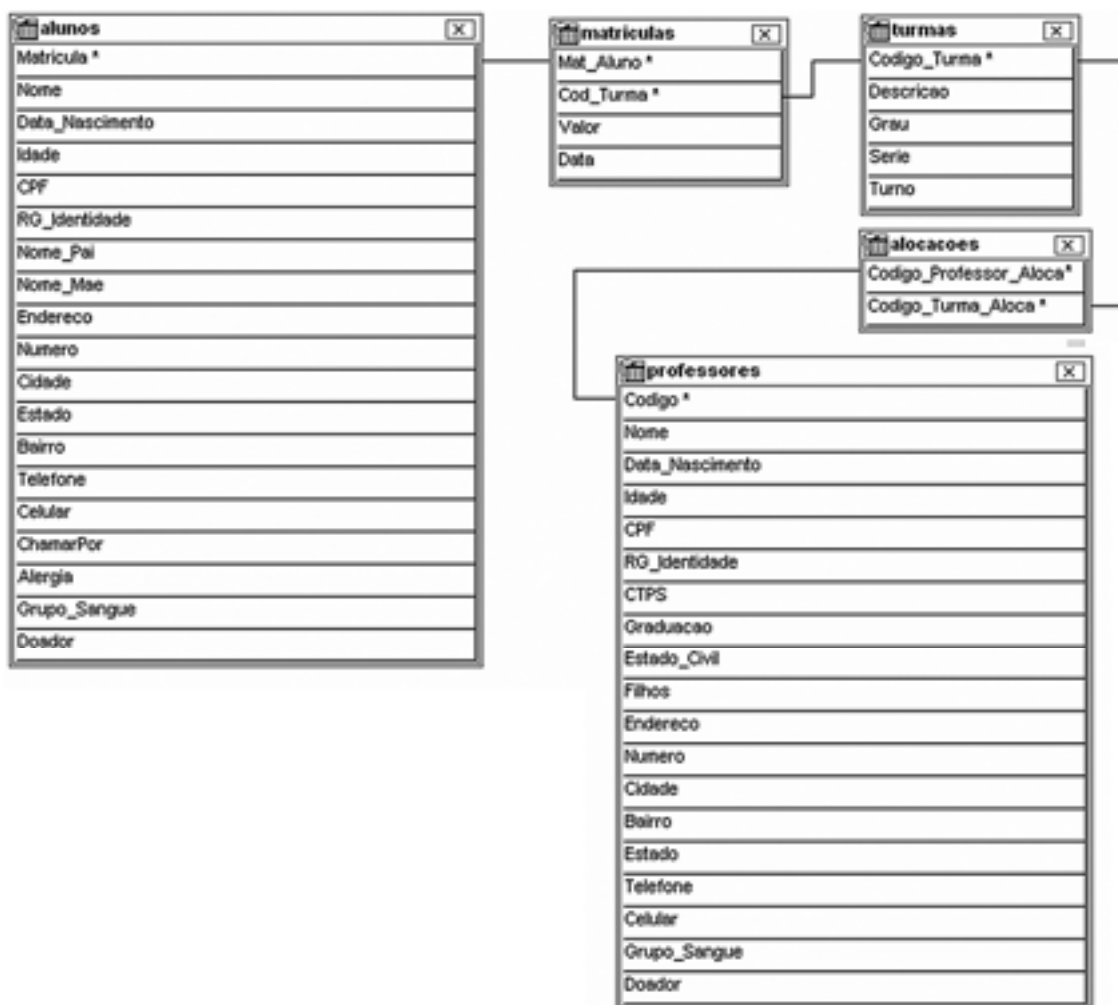 alunos
Matricula *
Nome
Data_Nascimento
Idade
CPF
RG_Identidade
Nome_Pai
Nome_Mae
Endereco
Numero
Cidade
Estado
Bairro
Telefone
Celular
ChamarPor
Alergia
Grupo_Sangue
Doador
matriculas
Mat_Aluno *
Cod_Turma *
Valor
Data
turmas
Codigo_Turma *
Descricao
Grau
Serie
Turno
alocacoes
Codigo_Professor_Aloca*
Codigo_Turma_Aloca *
professores
Codigo *
Nome
Data_Nascimento
Idade
CPF
RG_Identidade
CTPS
Graduacao
Estado_Civil
Filhos
Endereco
Numero
Cidade
Bairro
Estado
Telefone
Celular
Grupo_Sangue
Doador